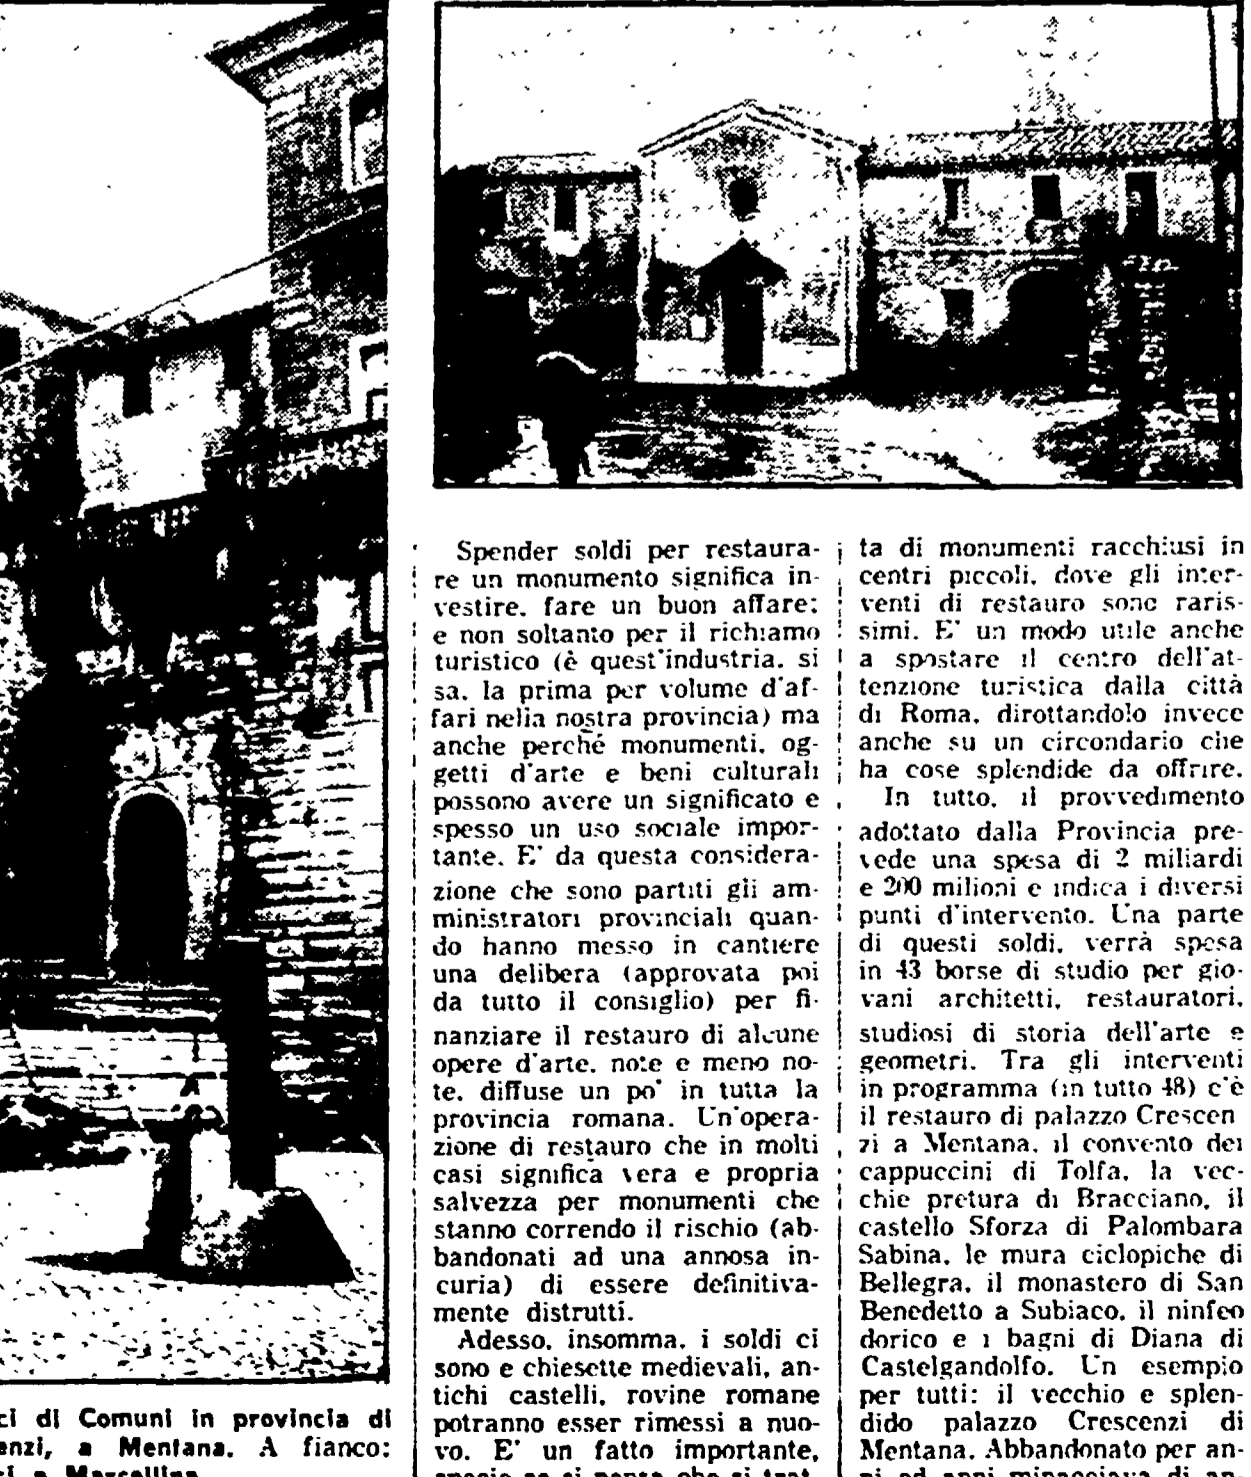 Spender soldi per restaura-
re un monumento significa in-
vestire, fare un buon affare;
e non soltanto per il richiamo
turistico (è quest'industria, si
sa, la prima per volume d'af-
fari nella nostra provincia) ma
anche perché monumenti, og-
getti d'arte e beni culturali
possono avere un significato e
spesso un uso sociale impor-
tante. E' da questa considera-
zione che sono partiti gli am-
ministratori provinciali quan-
do hanno messo in cantiere
una delibera (approvata poi
da tutto il consiglio) per fi-
nanziare il restauro di alcune
opere d'arte, note e meno no-
te, diffuse un po' in tutta la
provincia romana. Un'opera-
zione di restauro che in molti
casi significa vera e propria
salvezza per monumenti che
stanno correndo il rischio (ab-
bandonati ad una annosa in-
curia) di essere definitiva-
mente distrutti.
Adesso, insomma, i soldi ci
sono e chiesette medievali, an-
tichi castelli, rovine romane
potranno esser rimessi a nuo-
vo. E' un fatto importante,
specie se si pensa che si trat-
ta di monumenti racchiusi in
centri piccoli, dove gli inter-
venti di restauro sono raris-
simi. E' un modo utile anche
a spostare il centro dell'at-
tenzione turistica dalla città
di Roma, dirottandolo invece
anche su un circondario che
ha cose splendide da offrire.
In tutto, il provvedimento
adottato dalla Provincia pre-
vede una spesa di 2 miliardi
e 200 milioni e indica i diversi
punti d'intervento. Una parte
di questi soldi, verrà spesa
in 43 borse di studio per gio-
vani architetti, restauratori,
studiosi di storia dell'arte e
geometri. Tra gli interventi
in programma (in tutto 48) c'è
il restauro di palazzo Crescen
zi a Mentana, il convento dei
cappuccini di Tolfa, la vec-
chie pretura di Bracciano, il
castello Sforza di Palombara
Sabina, le mura ciclopiche di
Bellegra, il monastero di San
Benedetto a Subiaco, il ninfeo
dorico e i bagni di Diana di
Castelgandolfo. Un esempio
per tutti: il vecchio e splen-
dido palazzo Crescenzi di
Mentana. Abbandonato per an-
ni ed anni minacciava di an-
ci di Comuni in provincia di
enzi, a Mentana. A fianco:
ci a Marcellina